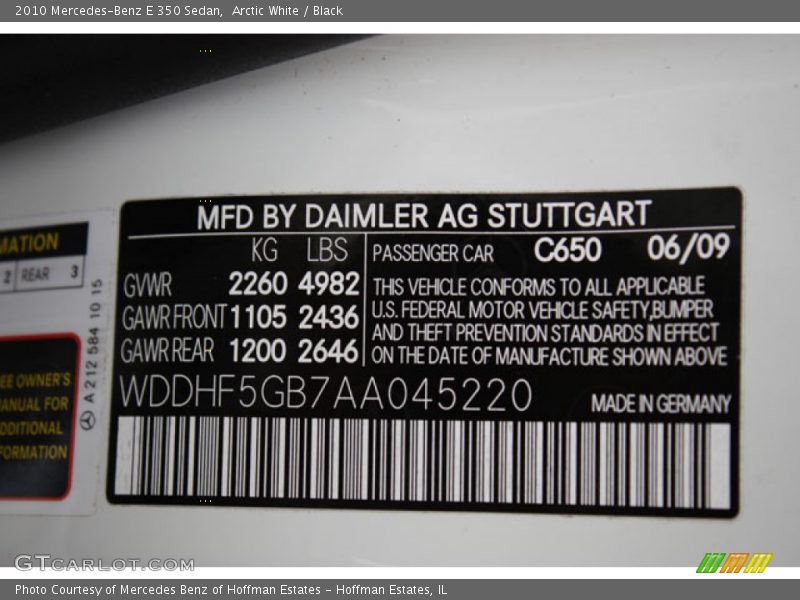 2010 Mercedes-Benz E 350 Sedan, Arctic White / Black
MFD BY DAIMLER AG STUTTGART
KG LBS
GVWR 2260 4982
GAWR FRONT 1105 2436
GAWR REAR 1200 2646
PASSENGER CAR C650 06/09
THIS VEHICLE CONFORMS TO ALL APPLICABLE
U.S. FEDERAL MOTOR VEHICLE SAFETY,BUMPER
AND THEFT PREVENTION STANDARDS IN EFFECT
ON THE DATE OF MANUFACTURE SHOWN ABOVE
WDDHF5GB7AA045220
MADE IN GERMANY
MATION
2 REAR 3
A 212 584 10 15
EE OWNER'S
ANUAL FOR
DDITIONAL
FORMATION
GTCARLOT.COM
Photo Courtesy of Mercedes Benz of Hoffman Estates - Hoffman Estates, IL